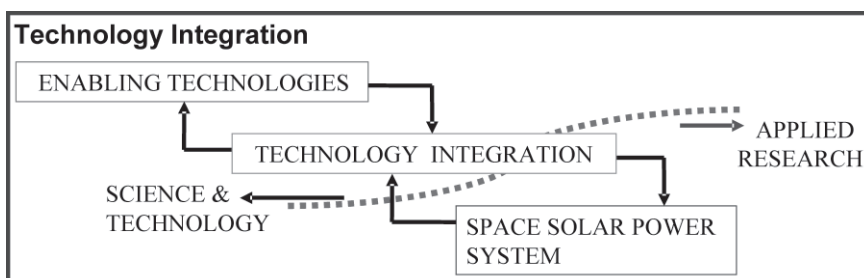 Technology Integration
ENABLING TECHNOLOGIES
TECHNOLOGY INTEGRATION
APPLIED
RESEARCH
SCIENCE &
TECHNOLOGY
SPACE SOLAR POWER
SYSTEM